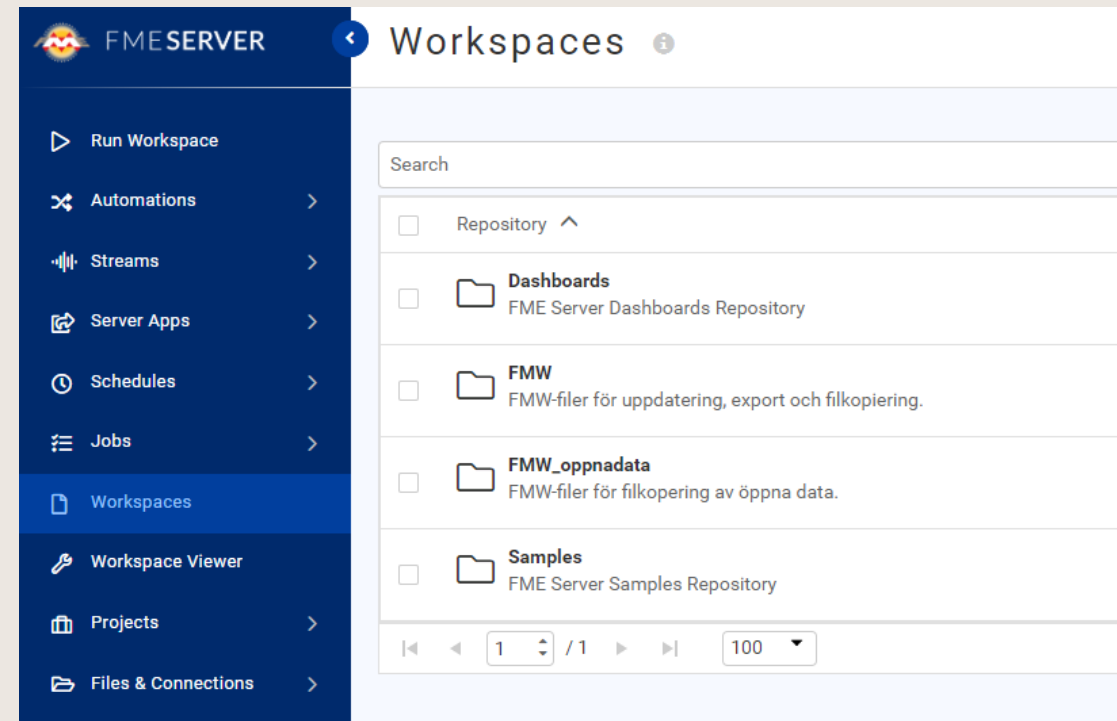 FMESERVER
Workspaces
Run Workspace
Automations
Streams
Server Apps
Schedules
Jobs
Workspaces
Workspace Viewer
Projects
Files & Connections
Search
Repository
Dashboards
FME Server Dashboards Repository
FMW
FMW-filer för uppdatering, export och filkopiering.
FMW_oppnadata
FMW-filer för filkopering av öppna data.
Samples
FME Server Samples Repository
1 / 1 100